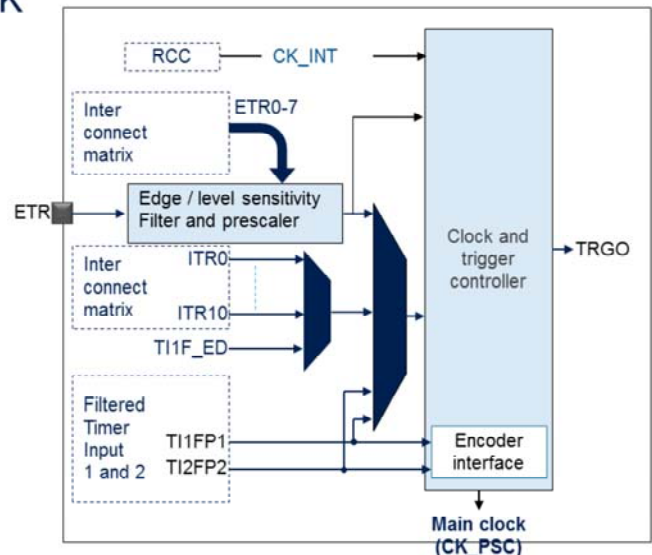 K
RCC
CK_INT
Inter
connect
matrix
ETR0-7
ETR
Edge / level sensitivity
Filter and prescaler
Inter
connect
matrix
ITR0
ITR10
TI1F_ED
Clock and
trigger
controller
TRGO
Filtered
Timer
Input
1 and 2
TI1FP1
TI2FP2
Encoder
interface
Main clock
(CK_PSC)